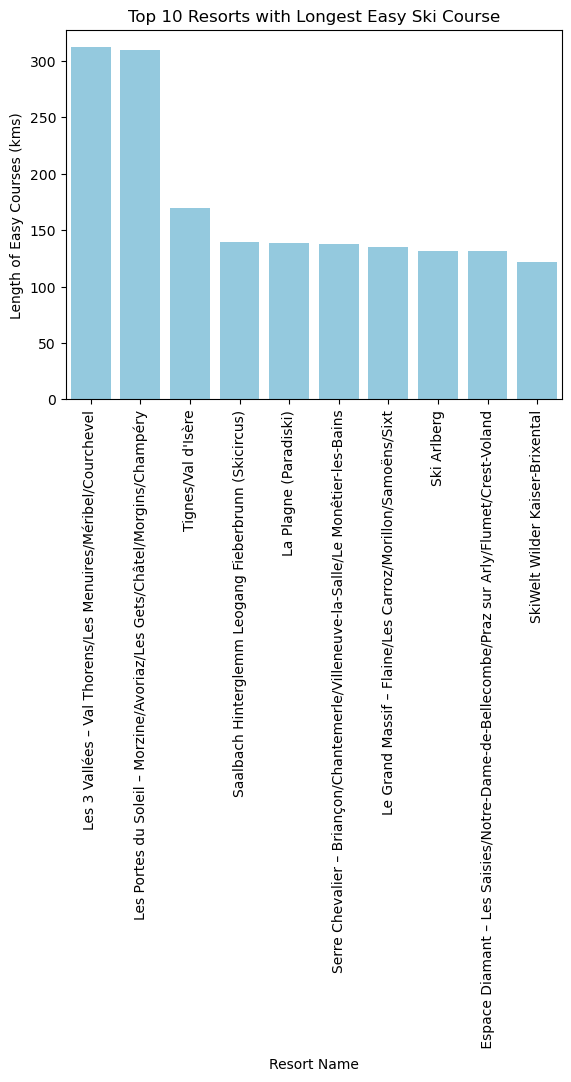 Top 10 Resorts with Longest Easy Ski Course
Length of Easy Courses (kms)
300
250
200
150
100
50
0
Les 3 Vallées – Val Thorens/Les Menuires/Méribel/Courchevel
Les Portes du Soleil – Morzine/Avoriaz/Les Gets/Châtel/Morgins/Champéry
Tignes/Val d'Isère
Saalbach Hinterglemm Leogang Fieberbrunn (Skicircus)
La Plagne (Paradiski)
Serre Chevalier – Briançon/Chantemerle/Villeneuve-la-Salle/Le Monêtier-les-Bains
Le Grand Massif – Flaine/Les Carroz/Morillon/Samoëns/Sixt
Ski Arlberg
Espace Diamant – Les Saisies/Notre-Dame-de-Bellecombe/Praz sur Arly/Flumet/Crest-Voland
SkiWelt Wilder Kaiser-Brixental
Resort Name